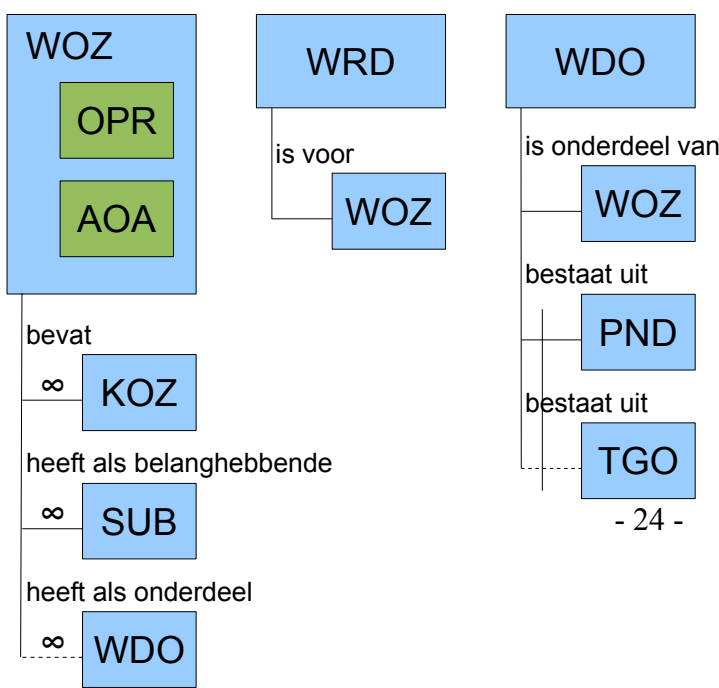 WOZ
OPR
AOA
bevat
∞ KOZ
heeft als belanghebbende
∞ SUB
heeft als onderdeel
∞ WDO
WRD
is voor
WOZ
WDO
is onderdeel van
WOZ
bestaat uit
PND
bestaat uit
TGO
- 24 -